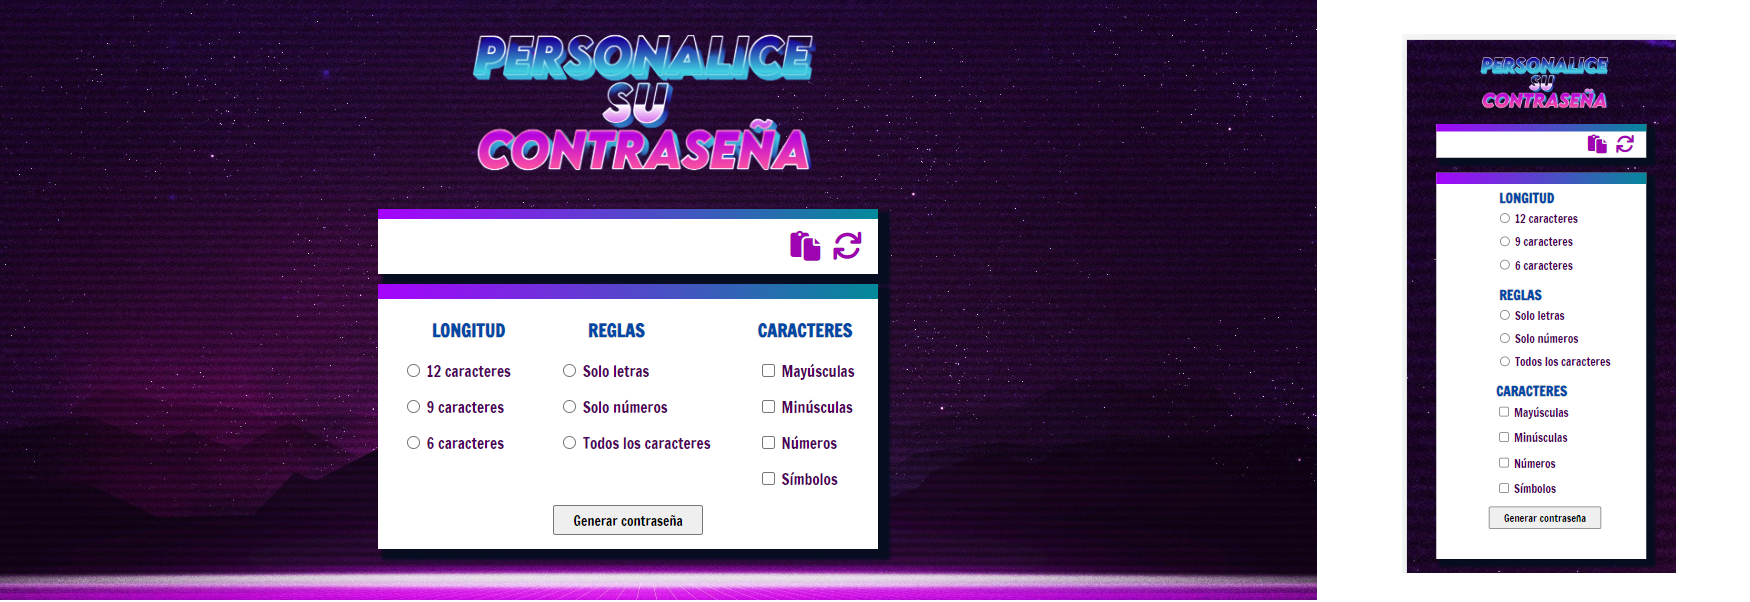 PERSONALICE
SU
CONTRASEÑA
LONGITUD
12 caracteres
9 caracteres
6 caracteres
REGLAS
Solo letras
Solo números
Todos los caracteres
CARACTERES
Mayúsculas
Minúsculas
Números
Símbolos
Generar contraseña
PERSONALICE
SU
CONTRASEÑA
LONGITUD
12 caracteres
9 caracteres
6 caracteres
REGLAS
Solo letras
Solo números
Todos los caracteres
CARACTERES
Mayúsculas
Minúsculas
Números
Símbolos
Generar contraseña